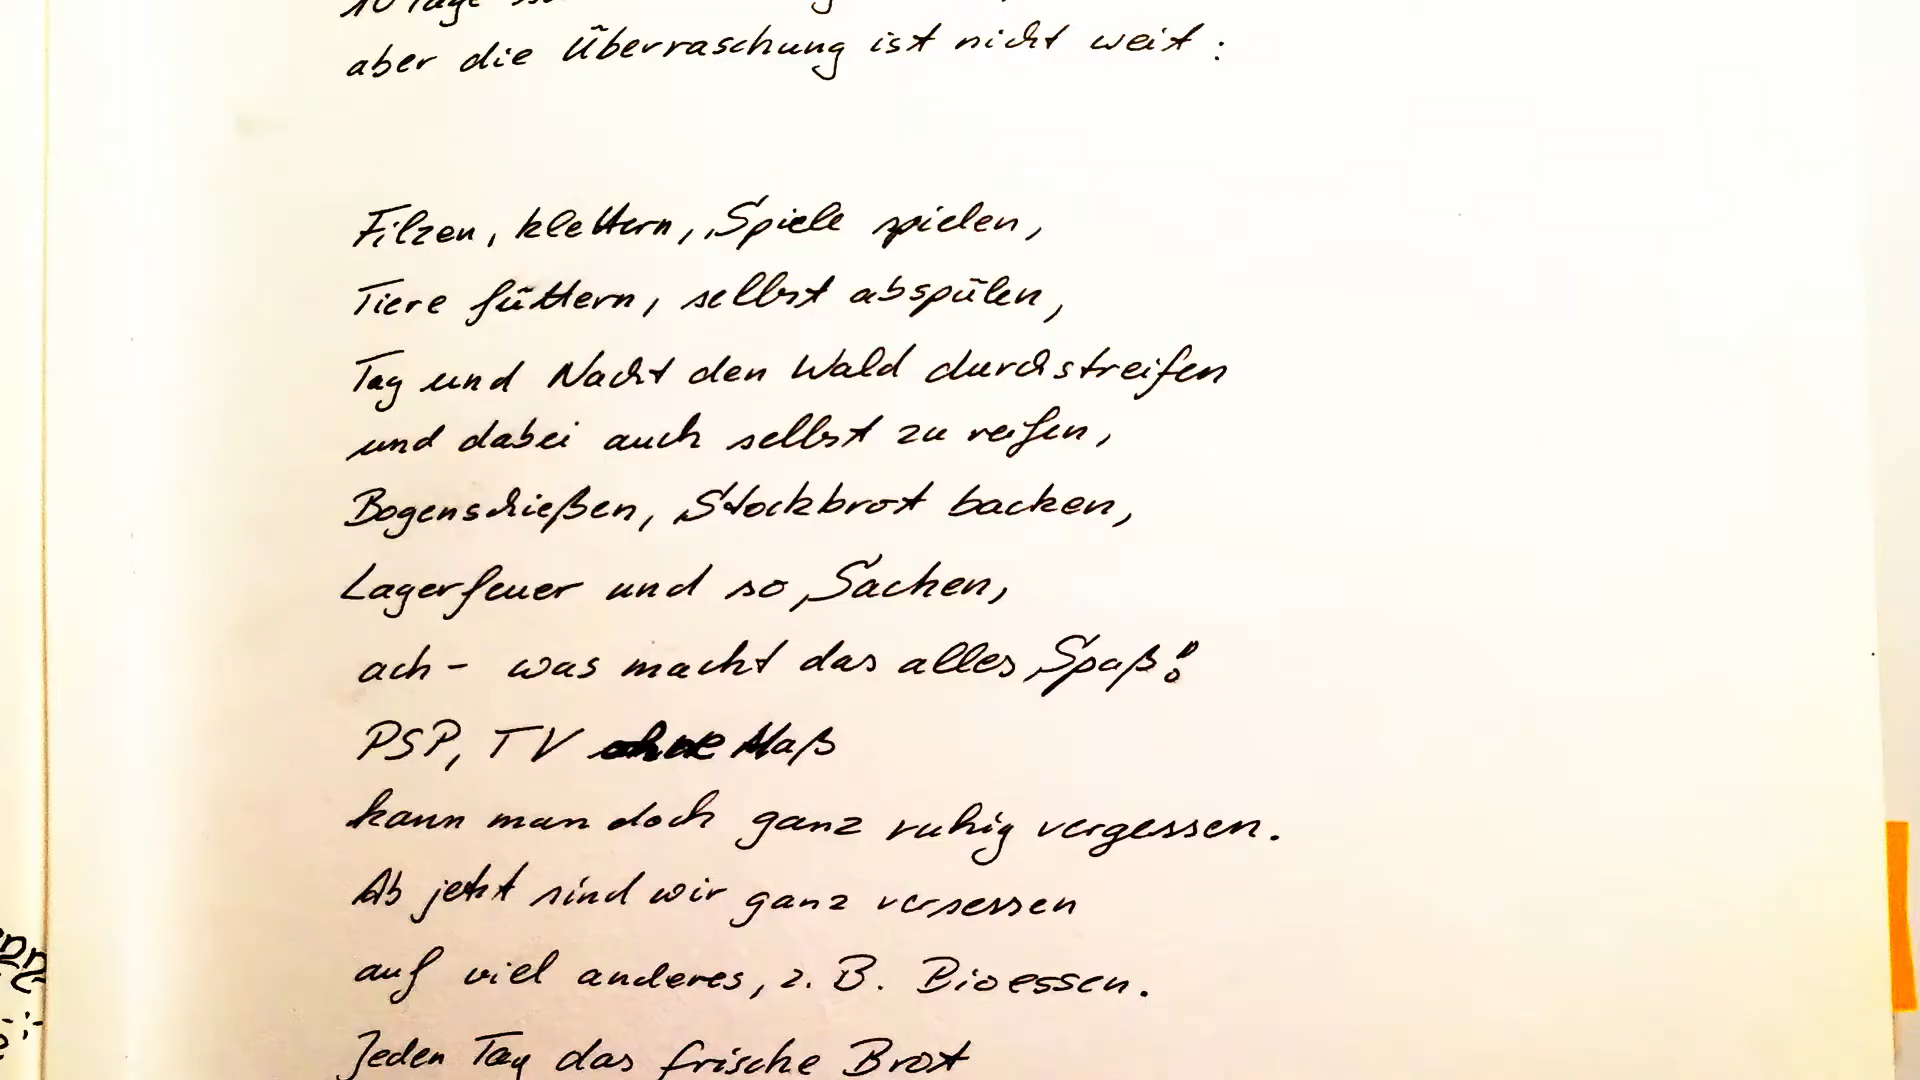 10 Tage
aber die Überraschung ist nicht weit:
Filzen, klettern, Spiele spielen,
Tiere füttern, selbst abspülen,
Tag und Nacht den Wald durchstreifen
und dabei auch selbst zu reifen,
Bogenschießen, Stockbrot backen,
Lagerfeuer und so Sachen,
ach - was macht das alles Spaß!!
PSP, TV ohne Maß
kann man doch ganz ruhig vergessen.
Ab jetzt sind wir ganz versessen
auf viel anderes, z. B. Bioessen.
Jeden Tag das frische Brot